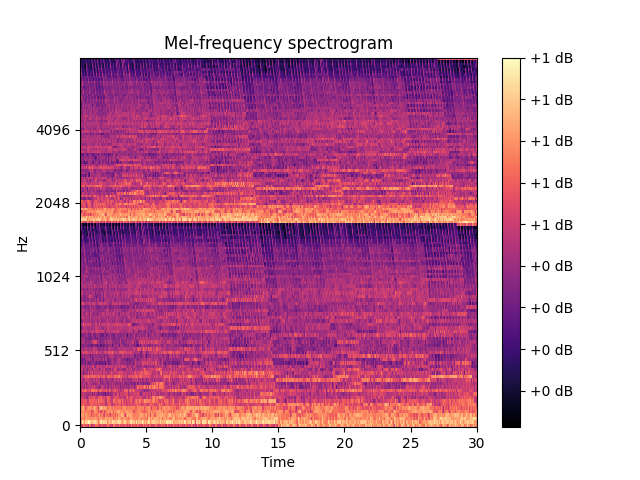 Mel-frequency spectrogram
Hz
4096
2048
1024
512
0
0 5 10 15 20 25 30
Time
+1 dB
+1 dB
+1 dB
+1 dB
+1 dB
+0 dB
+0 dB
+0 dB
+0 dB